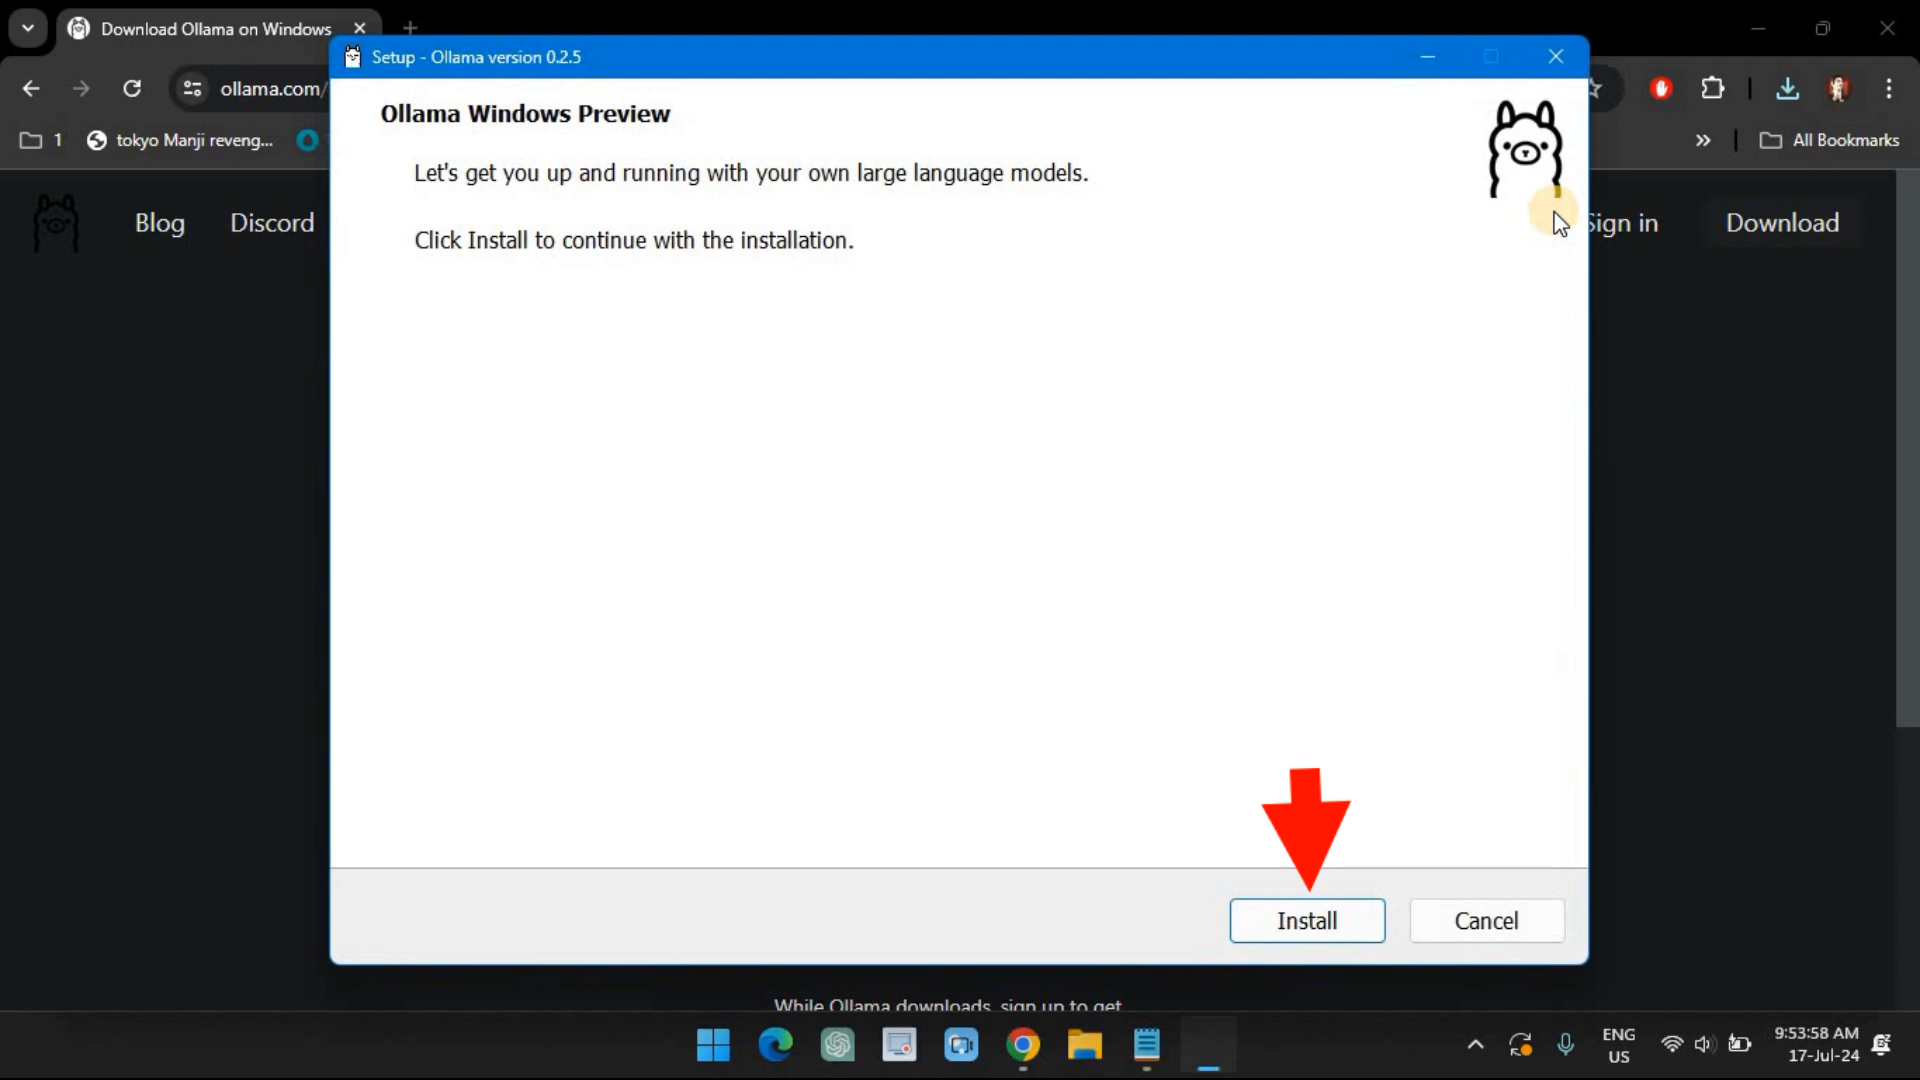 Download Ollama on Windows
Setup - Ollama version 0.2.5
ollama.com/
Ollama Windows Preview
1
tokyo Manji reveng...
All Bookmarks
Let's get you up and running with your own large language models.
Blog
Discord
Sign in
Download
Click Install to continue with the installation.
Install
Cancel
While Ollama downloads, sign up to get
ENG
US
9:53:58 AM
17-Jul-24